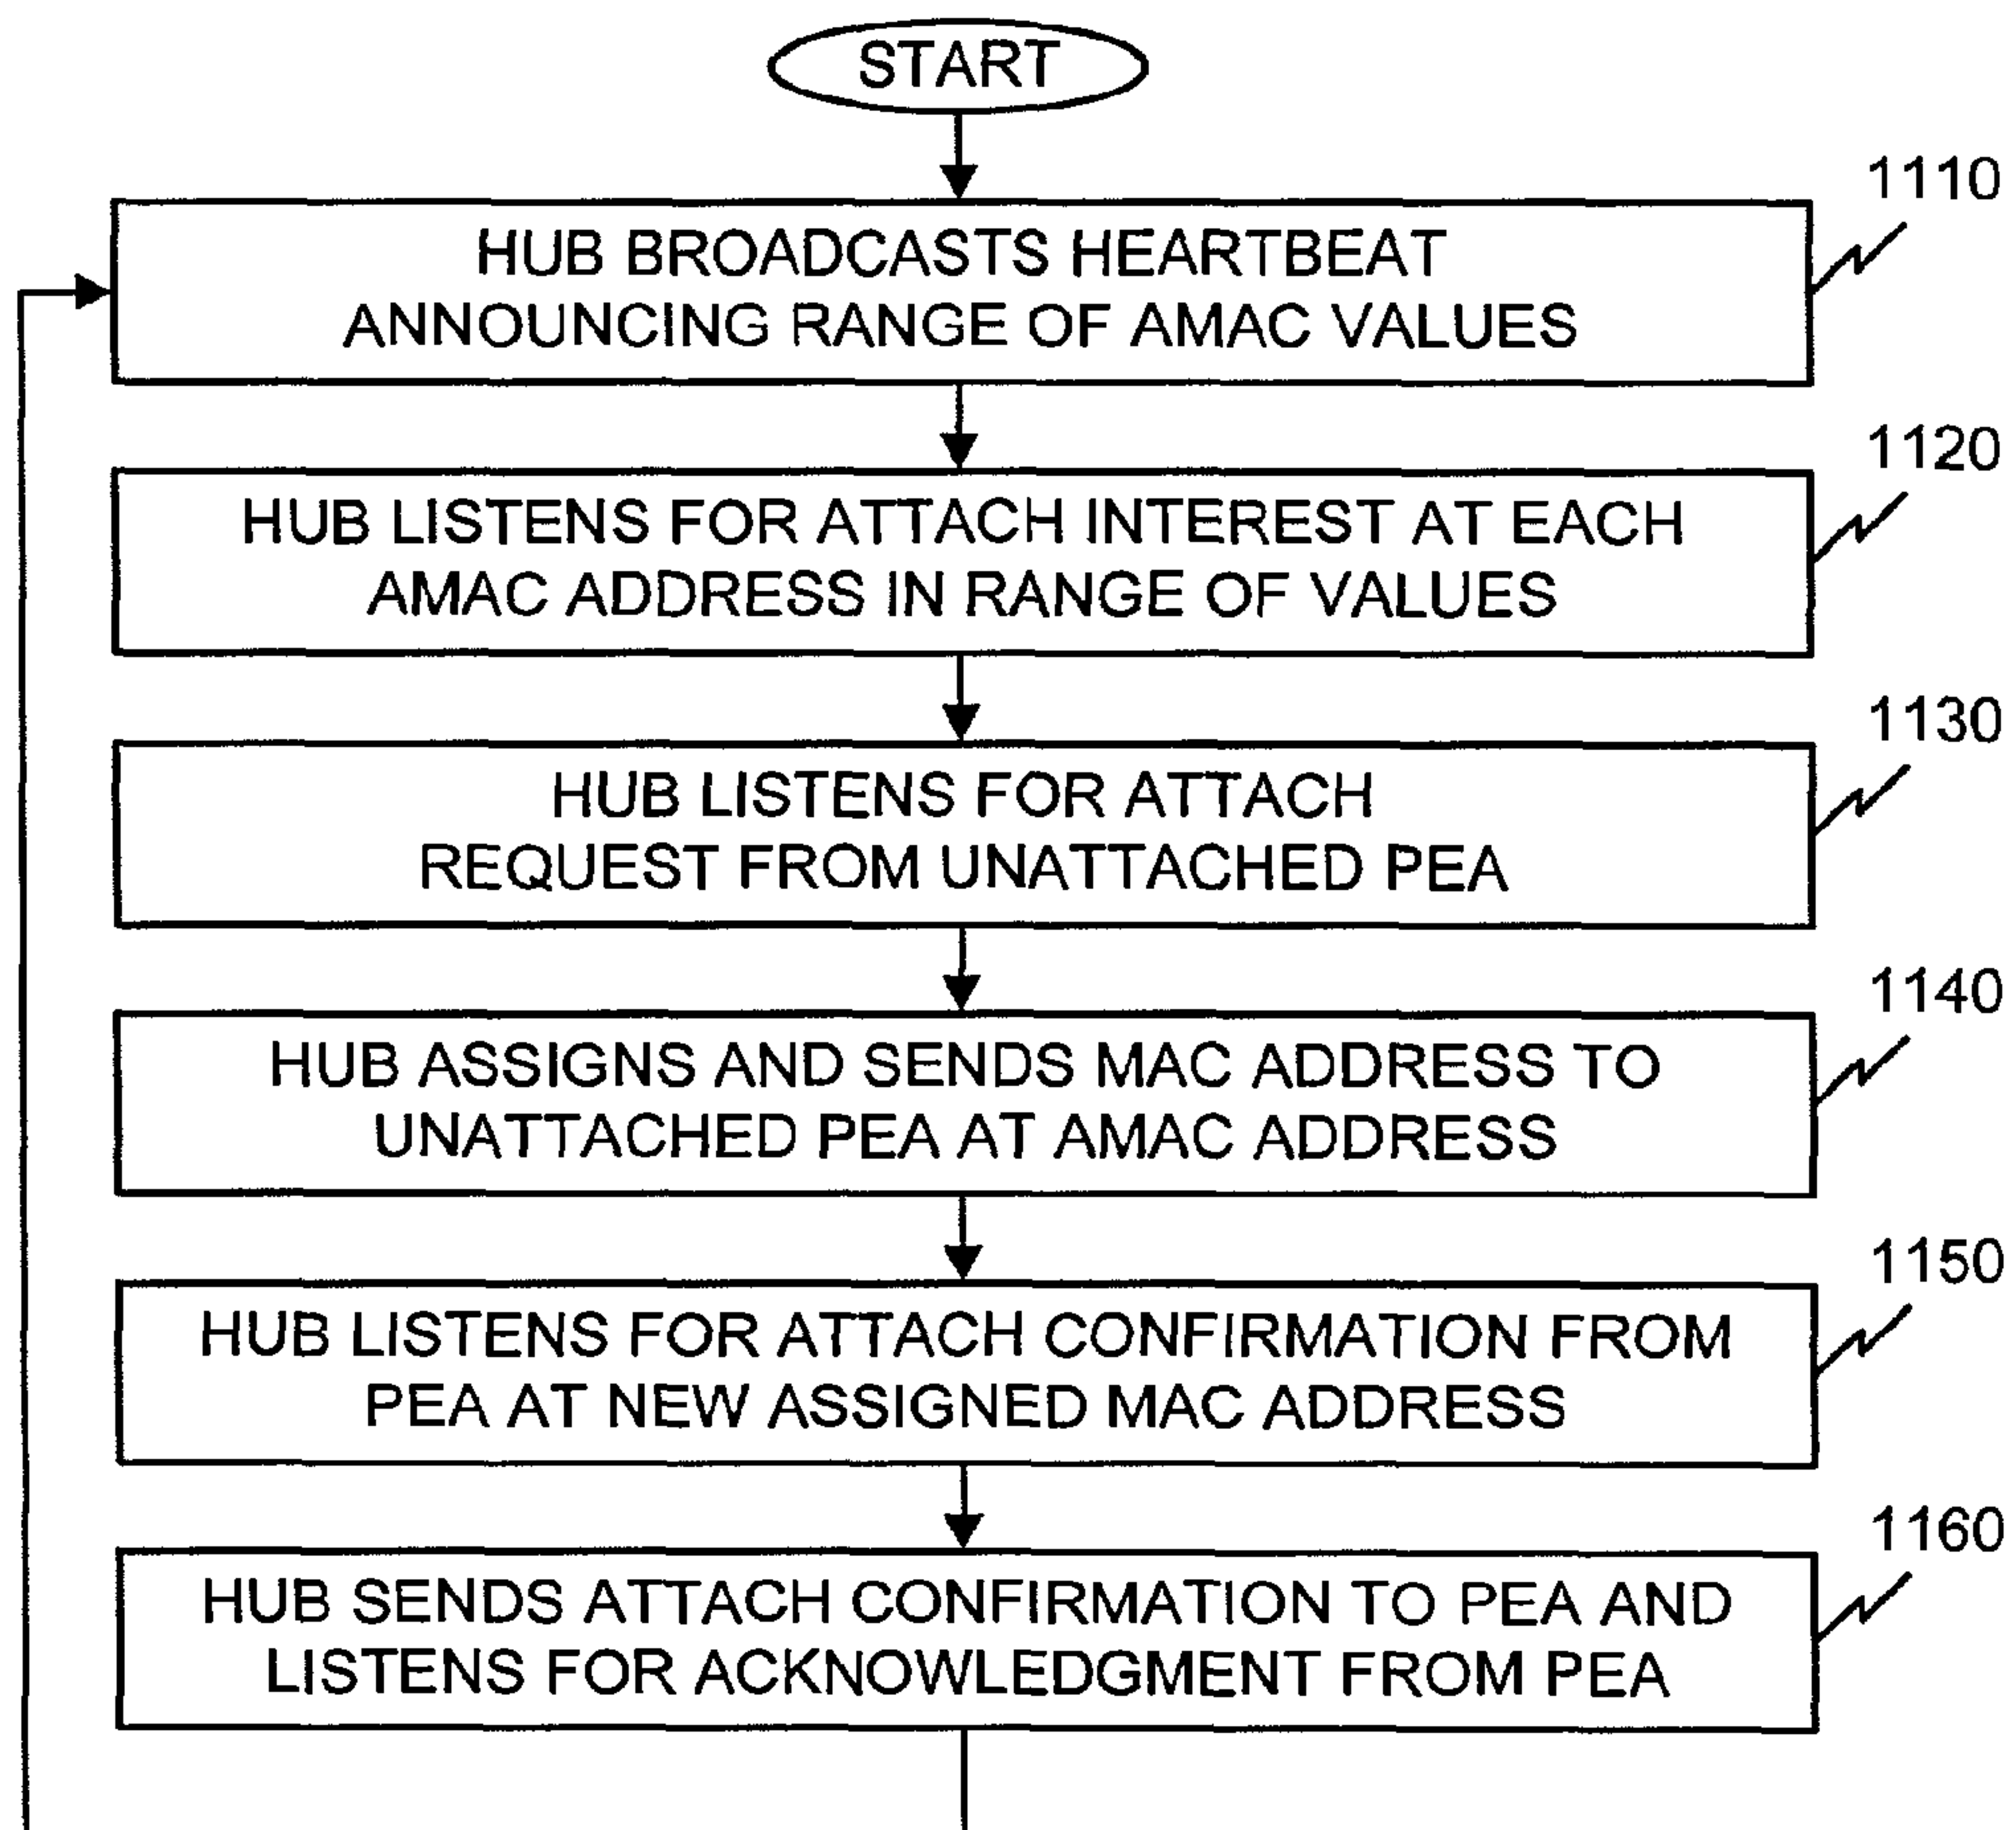 START
1110
HUB BROADCASTS HEARTBEAT
ANNOUNCING RANGE OF AMAC VALUES
1120
HUB LISTENS FOR ATTACH INTEREST AT EACH
AMAC ADDRESS IN RANGE OF VALUES
1130
HUB LISTENS FOR ATTACH
REQUEST FROM UNATTACHED PEA
1140
HUB ASSIGNS AND SENDS MAC ADDRESS TO
UNATTACHED PEA AT AMAC ADDRESS
1150
HUB LISTENS FOR ATTACH CONFIRMATION FROM
PEA AT NEW ASSIGNED MAC ADDRESS
1160
HUB SENDS ATTACH CONFIRMATION TO PEA AND
LISTENS FOR ACKNOWLEDGMENT FROM PEA